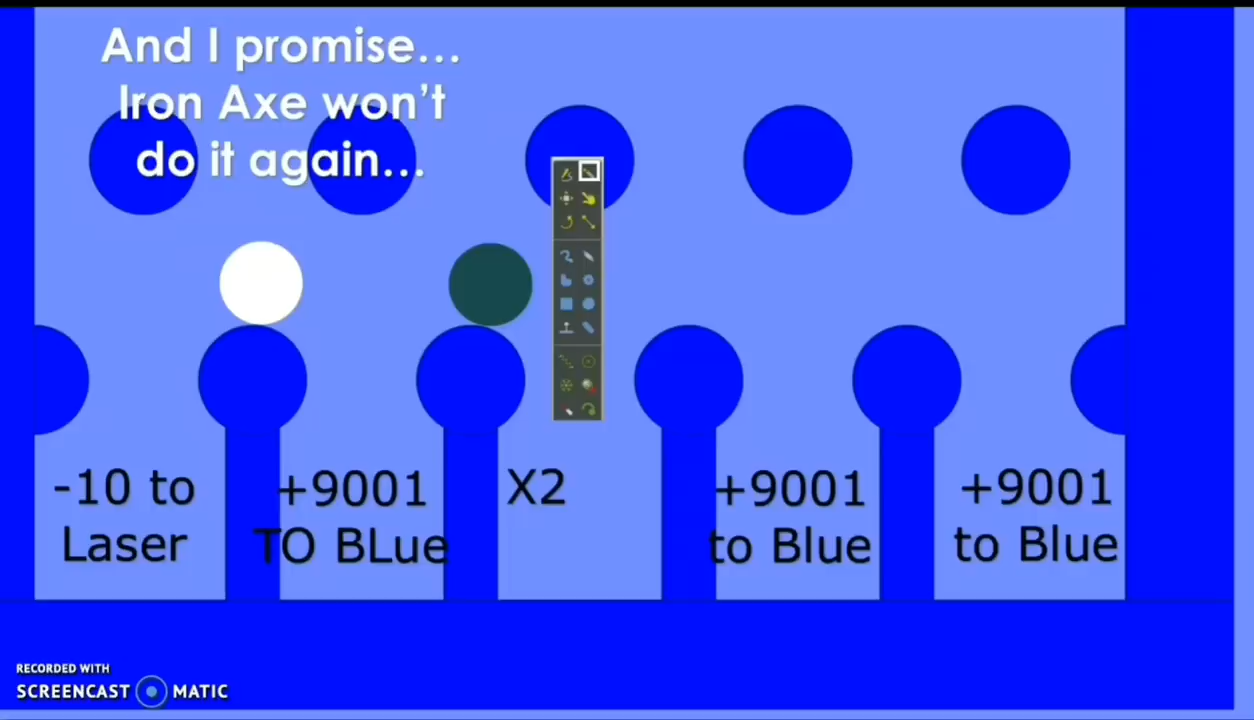 And I promise...
Iron Axe won't
do it again...
-10 to
Laser
+9001
TO BLue
X2
+9001
to Blue
+9001
to Blue
RECORDED WITH
SCREENCAST MATIC